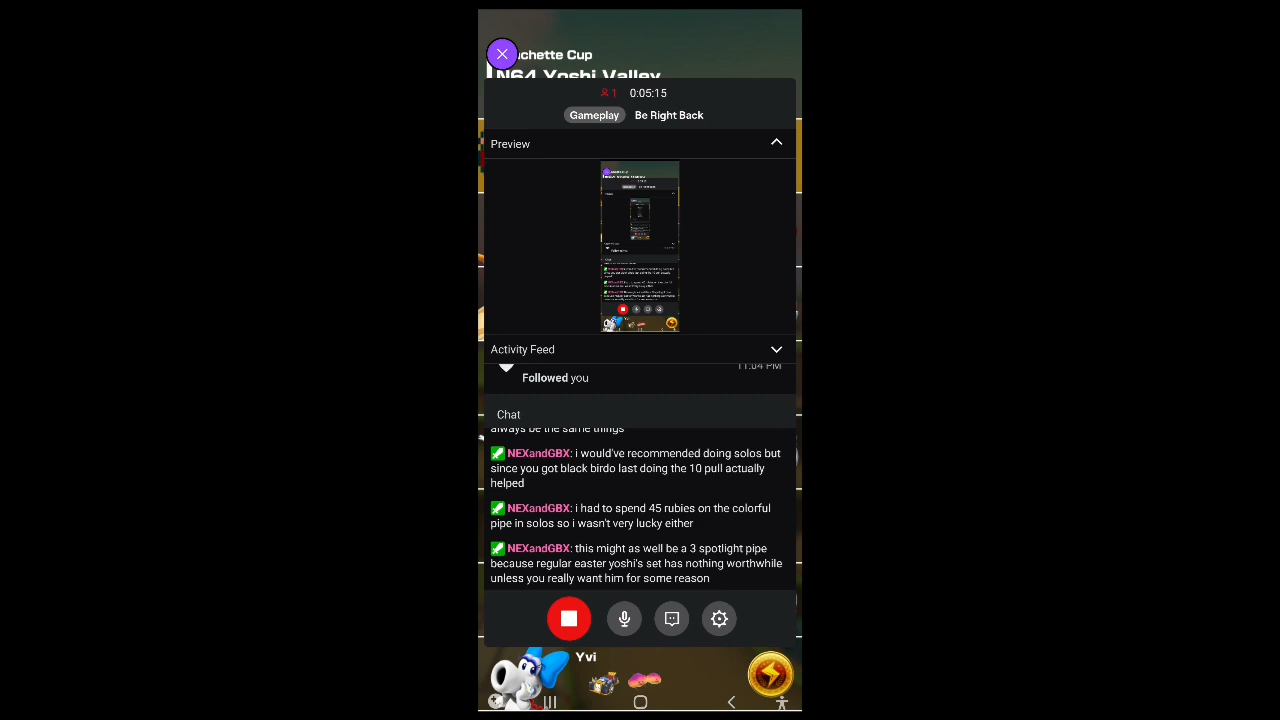 uchette Cup
N64 Yoshi Valley
1 0:05:15
Gameplay Be Right Back
Preview
Activity Feed
11:04 PM
Followed you
Chat
always be the same things
NEXandGBX: i would've recommended doing solos but
since you got black birdo last doing the 10 pull actually
helped
NEXandGBX: i had to spend 45 rubies on the colorful
pipe in solos so i wasn't very lucky either
NEXandGBX: this might as well be a 3 spotlight pipe
because regular easter yoshi's set has nothing worthwhile
unless you really want him for some reason
Yvi